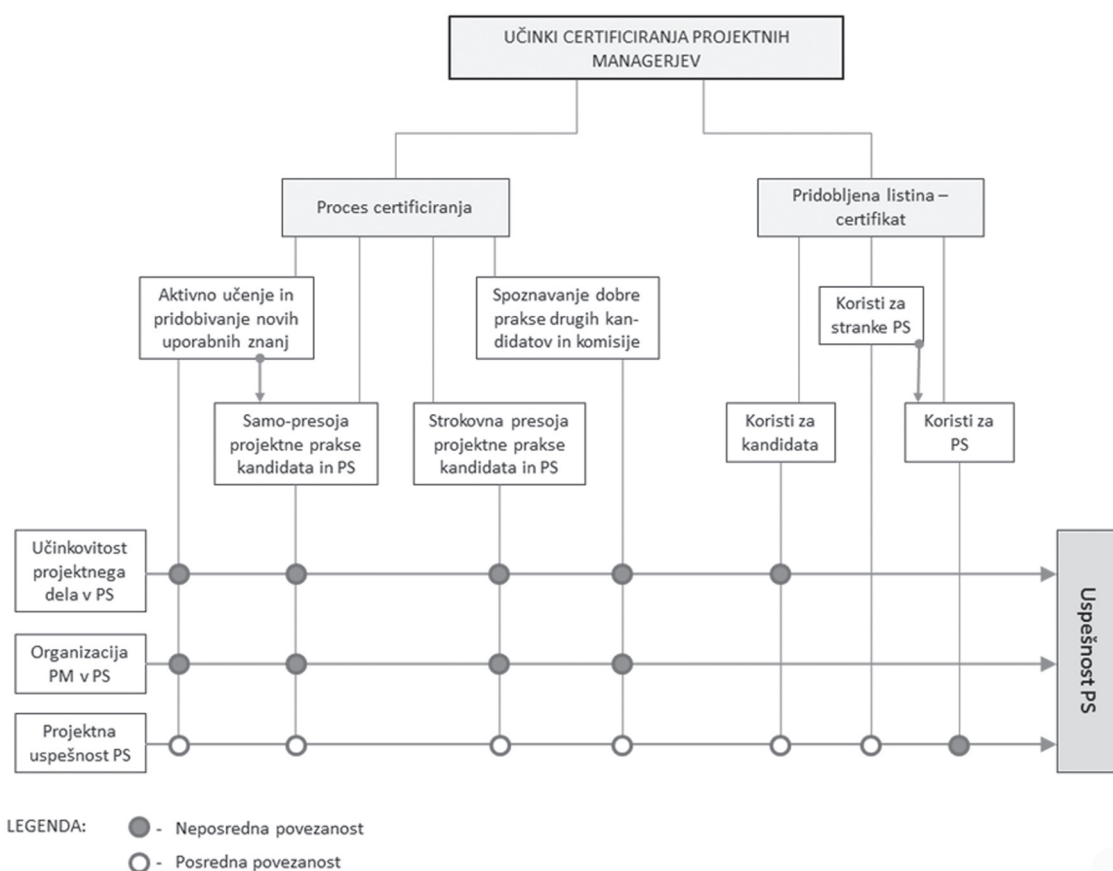 UČINKI CERTIFICIRANJA PROJEKTNIH
MANAGERJEV
Proces certificiranja
Pridobljena listina –
certifikat
Aktivno učenje in
pridobivanje novih
uporabnih znanj
Spoznavanje dobre
prakse drugih kan-
didatov in komisije
Koristi za
stranke PS
Samo-presoja
projektne prakse
kandidata in PS
Strokovna presoja
projektne prakse
kandidata in PS
Koristi za
kandidata
Koristi za
PS
Učinkovitost
projektnega
dela v PS
Organizacija
PM v PS
Projektna
uspešnost PS
Uspešnost PS
LEGENDA:
- Neposredna povezanost
- Posredna povezanost